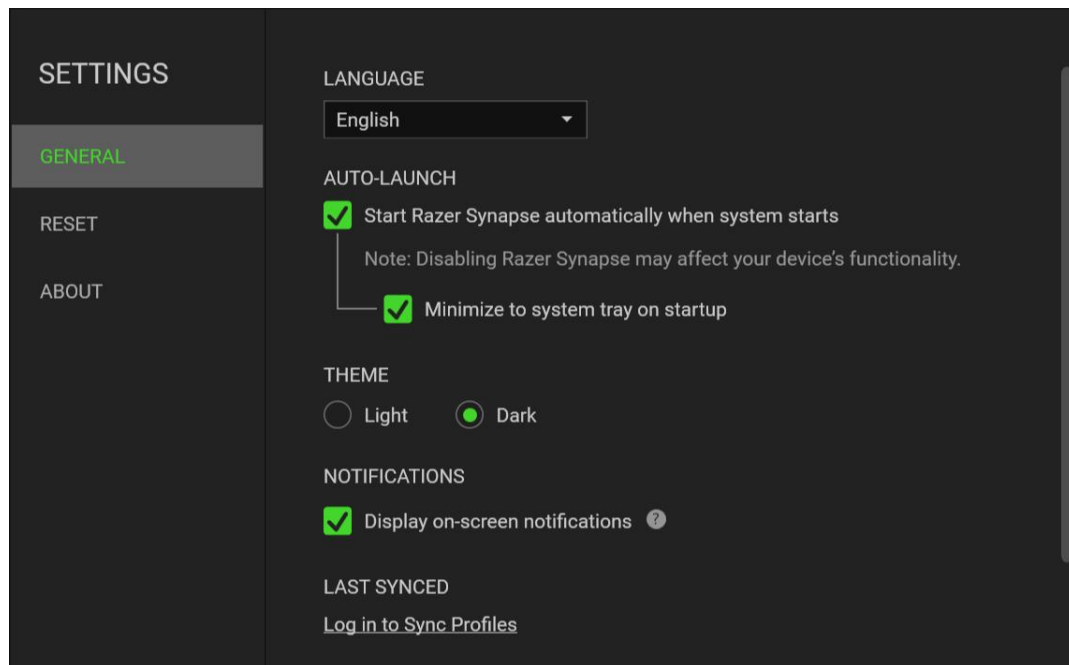 SETTINGS
GENERAL
RESET
ABOUT
LANGUAGE
English
AUTO-LAUNCH
Start Razer Synapse automatically when system starts
Note: Disabling Razer Synapse may affect your device’s functionality.
Minimize to system tray on startup
THEME
Light Dark
NOTIFICATIONS
Display on-screen notifications ?
LAST SYNCED
Log in to Sync Profiles